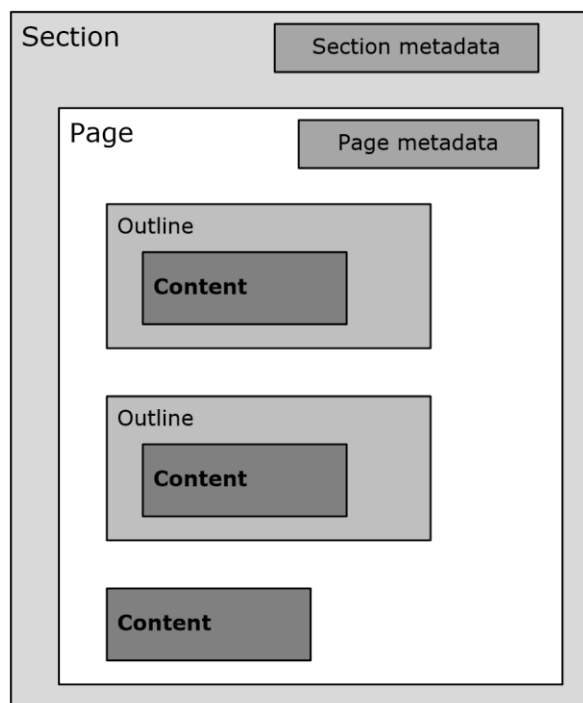 Section
Section metadata
Page
Page metadata
Outline
Content
Outline
Content
Content